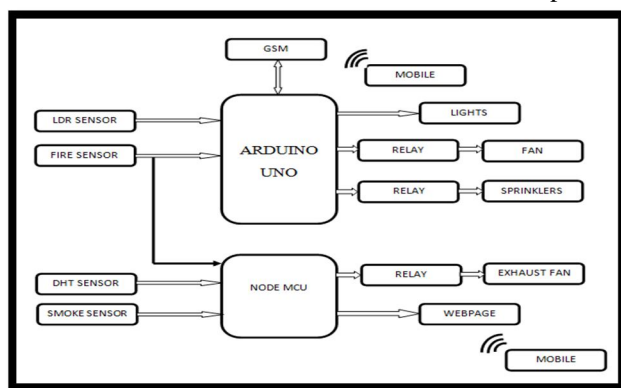 GSM
MOBILE
LDR SENSOR
LIGHTS
FIRE SENSOR
ARDUINO
UNO
RELAY
FAN
RELAY
SPRINKLERS
DHT SENSOR
NODE MCU
RELAY
EXHAUST FAN
SMOKE SENSOR
WEBPAGE
MOBILE